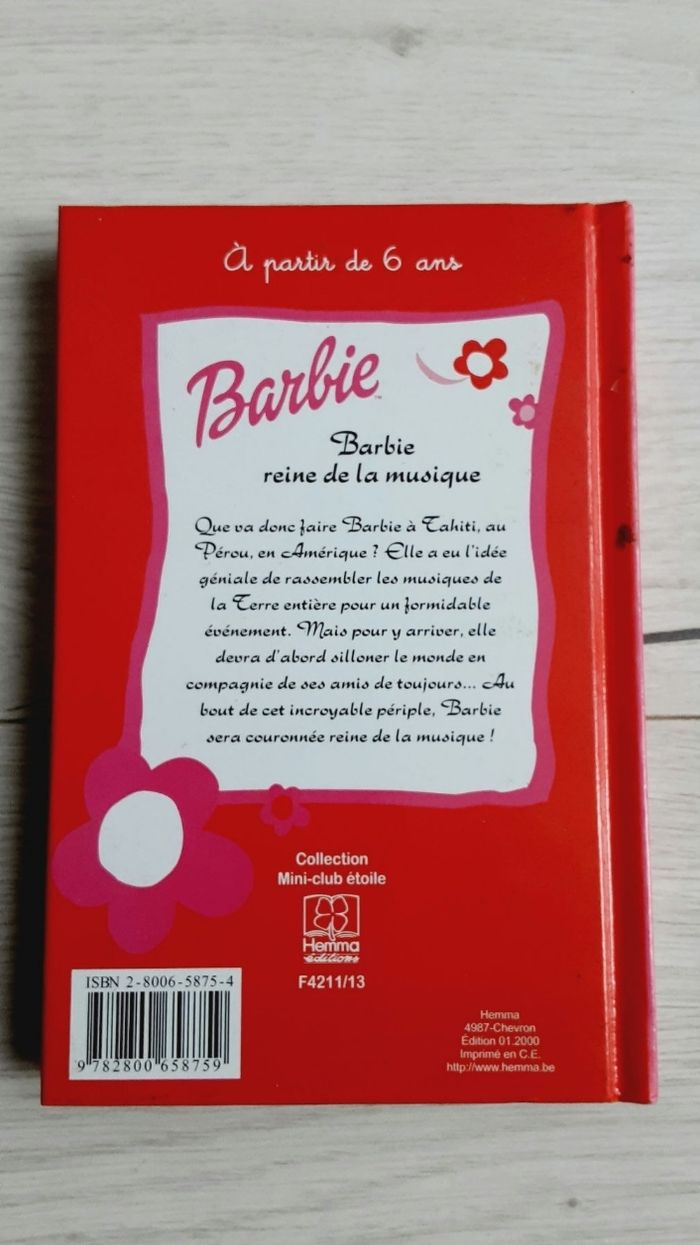 À partir de 6 ans
Barbie
Barbie
reine de la musique
Que va donc faire Barbie à Tahiti, au
Pérou, en Amérique ? Elle a eu l'idée
géniale de rassembler les musiques de
la Terre entière pour un formidable
événement. Mais pour y arriver, elle
devra d'abord silloner le monde en
compagnie de ses amis de toujours... Au
bout de cet incroyable périple, Barbie
sera couronnée reine de la musique !
Collection
Mini-club étoile
Hemma
éditions
F4211/13
ISBN 2-8006-5875-4
9 782800 658759
Hemma
4987-Chevron
Édition 01.2000
Imprimé en C.E.
http://www.hemma.be